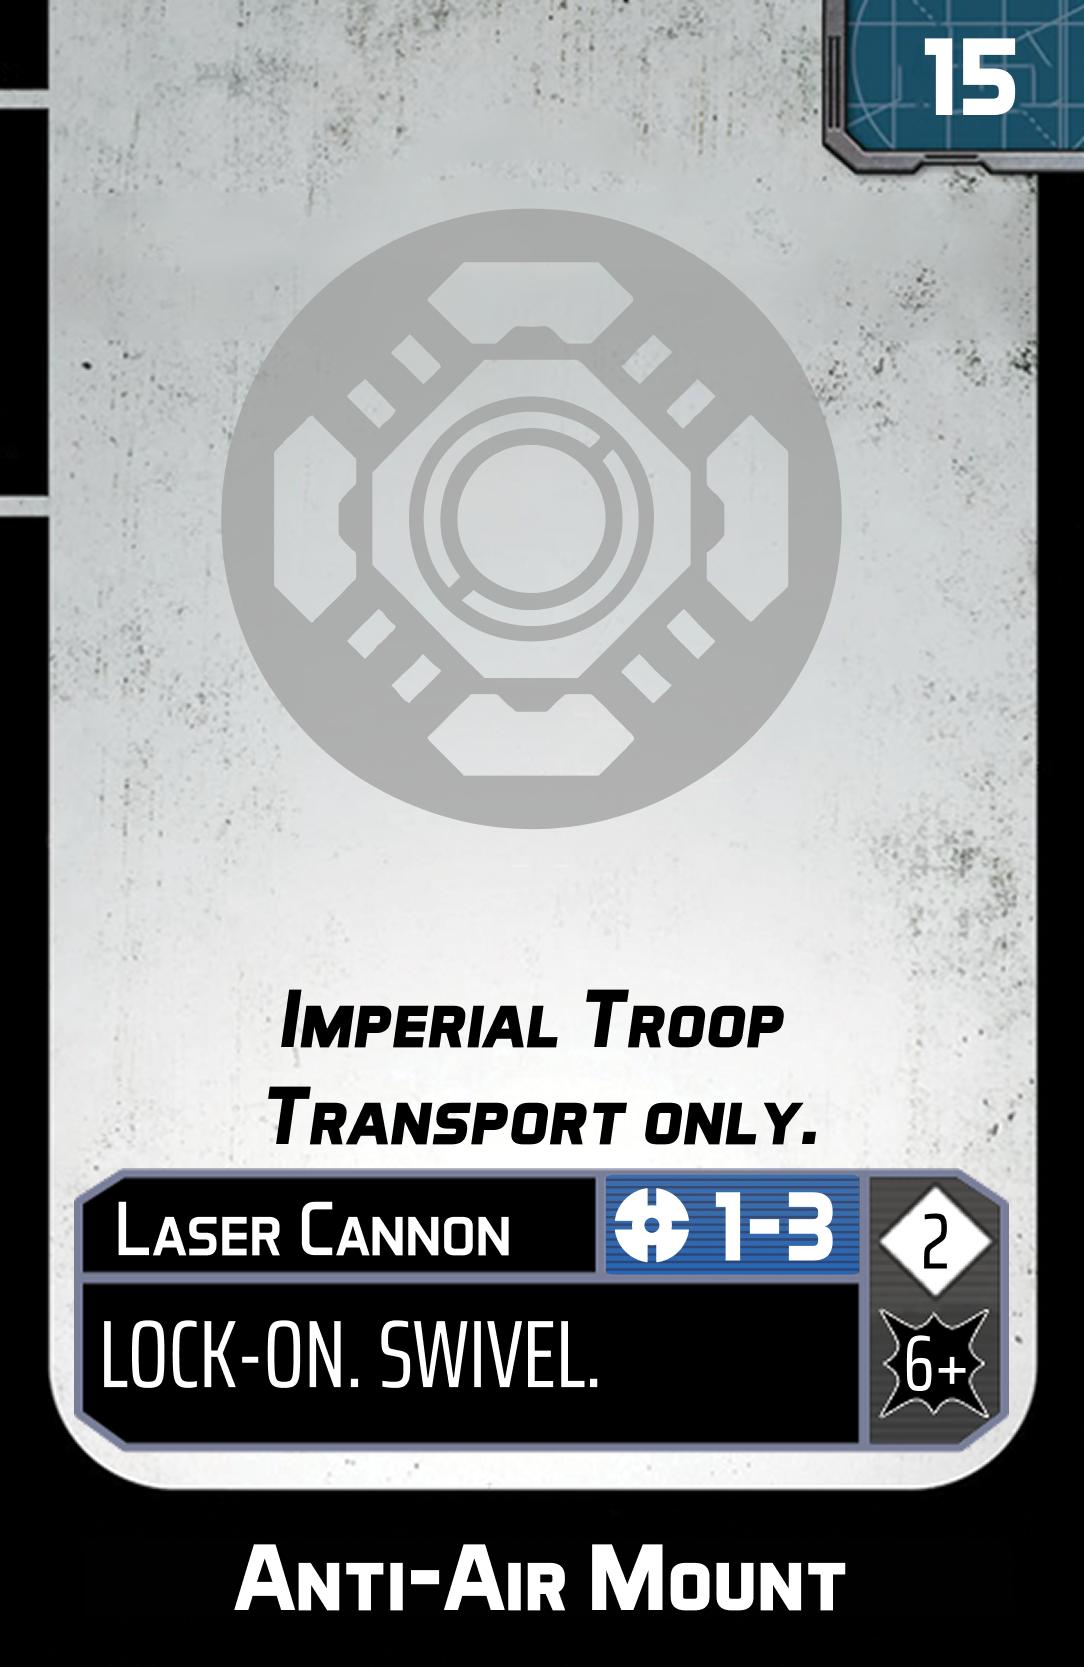 15
Imperial Troop
Transport only.
Laser Cannon
1-3
2
LOCK-ON. SWIVEL.
6+
Anti-Air Mount